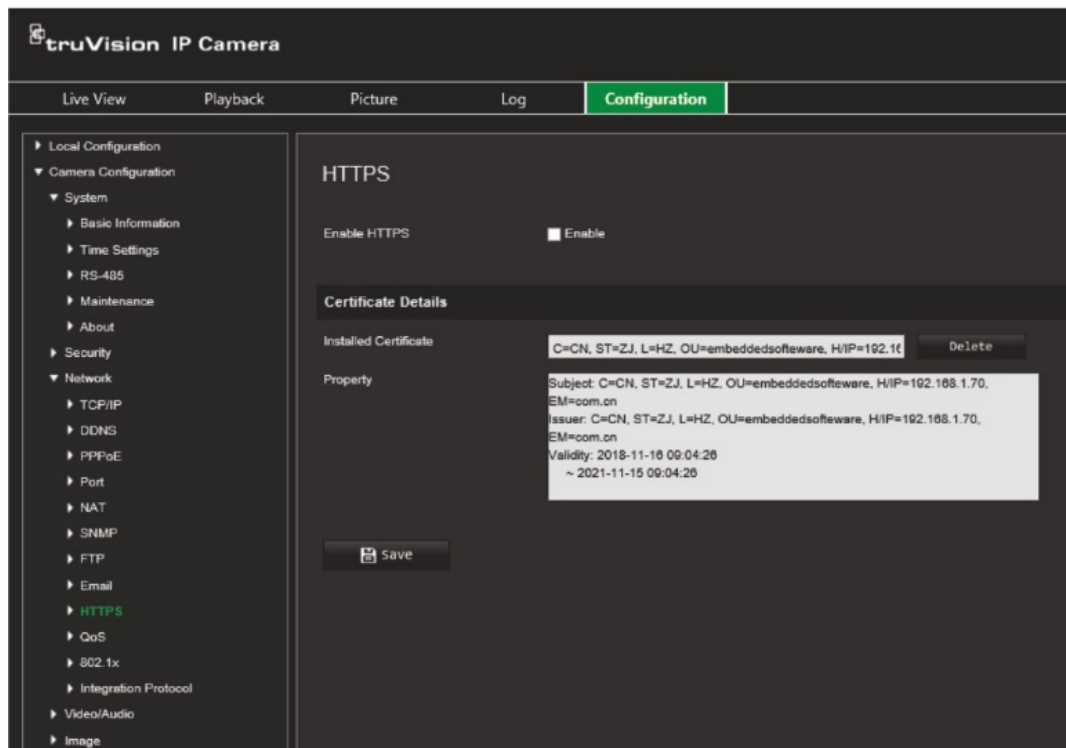 truVision IP Camera
Live View Playback Picture Log Configuration
Local Configuration
Camera Configuration
System
Basic Information
Time Settings
RS-485
Maintenance
About
Security
Network
TCP/IP
DDNS
PPPoE
Port
NAT
SNMP
FTP
Email
HTTPS
QoS
802.1x
Integration Protocol
Video/Audio
Image
HTTPS
Enable HTTPS Enable
Certificate Details
Installed Certificate C=CN, ST=ZJ, L=HZ, OU=embeddedsofteware, H/IP=192.16 Delete
Property
Subject: C=CN, ST=ZJ, L=HZ, OU=embeddedsofteware, H/IP=192.168.1.70,
EM=com.cn
Issuer: C=CN, ST=ZJ, L=HZ, OU=embeddedsofteware, H/IP=192.168.1.70,
EM=com.cn
Validity: 2018-11-16 09:04:26
~ 2021-11-15 09:04:26
Save